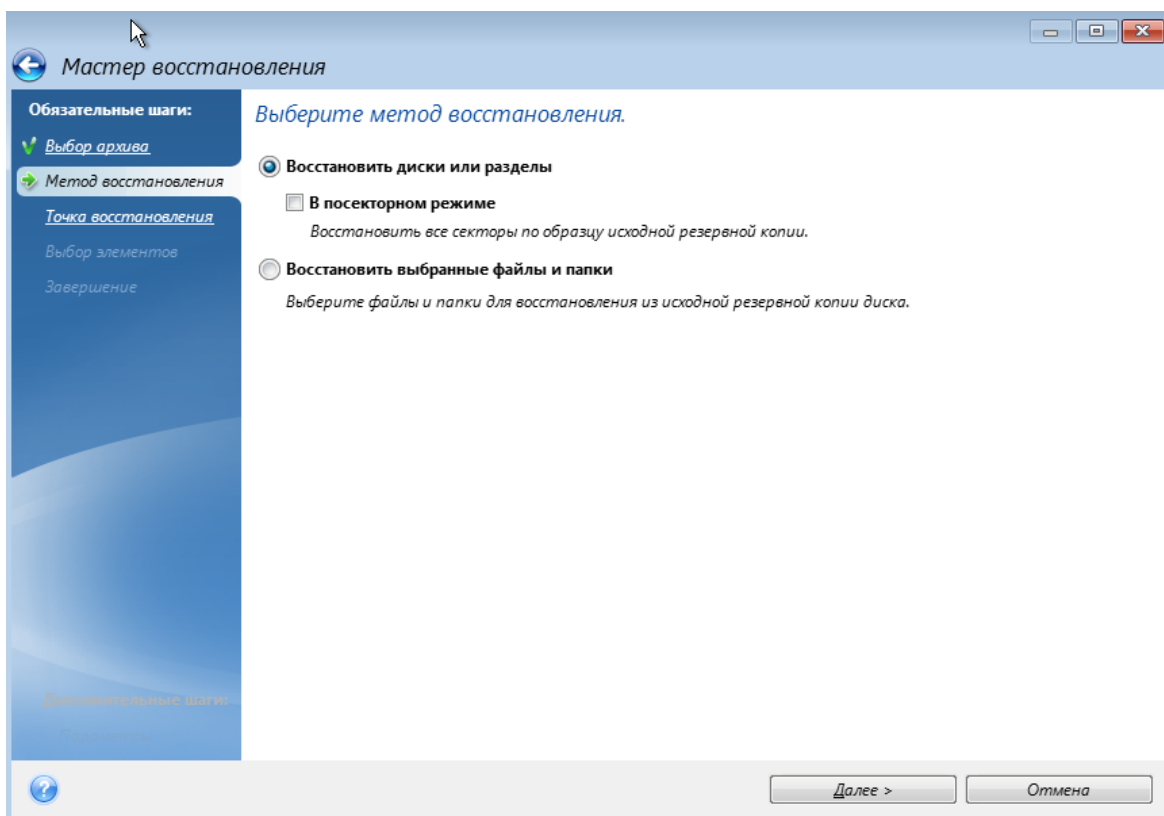 Мастер восстановления
Обязательные шаги:
Выбор архива
Метод восстановления
Точка восстановления
Выбор элементов
Завершение
Выберите метод восстановления.
Восстановить диски или разделы
В посекторном режиме
Восстановить все секторы по образцу исходной резервной копии.
Восстановить выбранные файлы и папки
Выберите файлы и папки для восстановления из исходной резервной копии диска.
шаги:
?
Далее >
Отмена